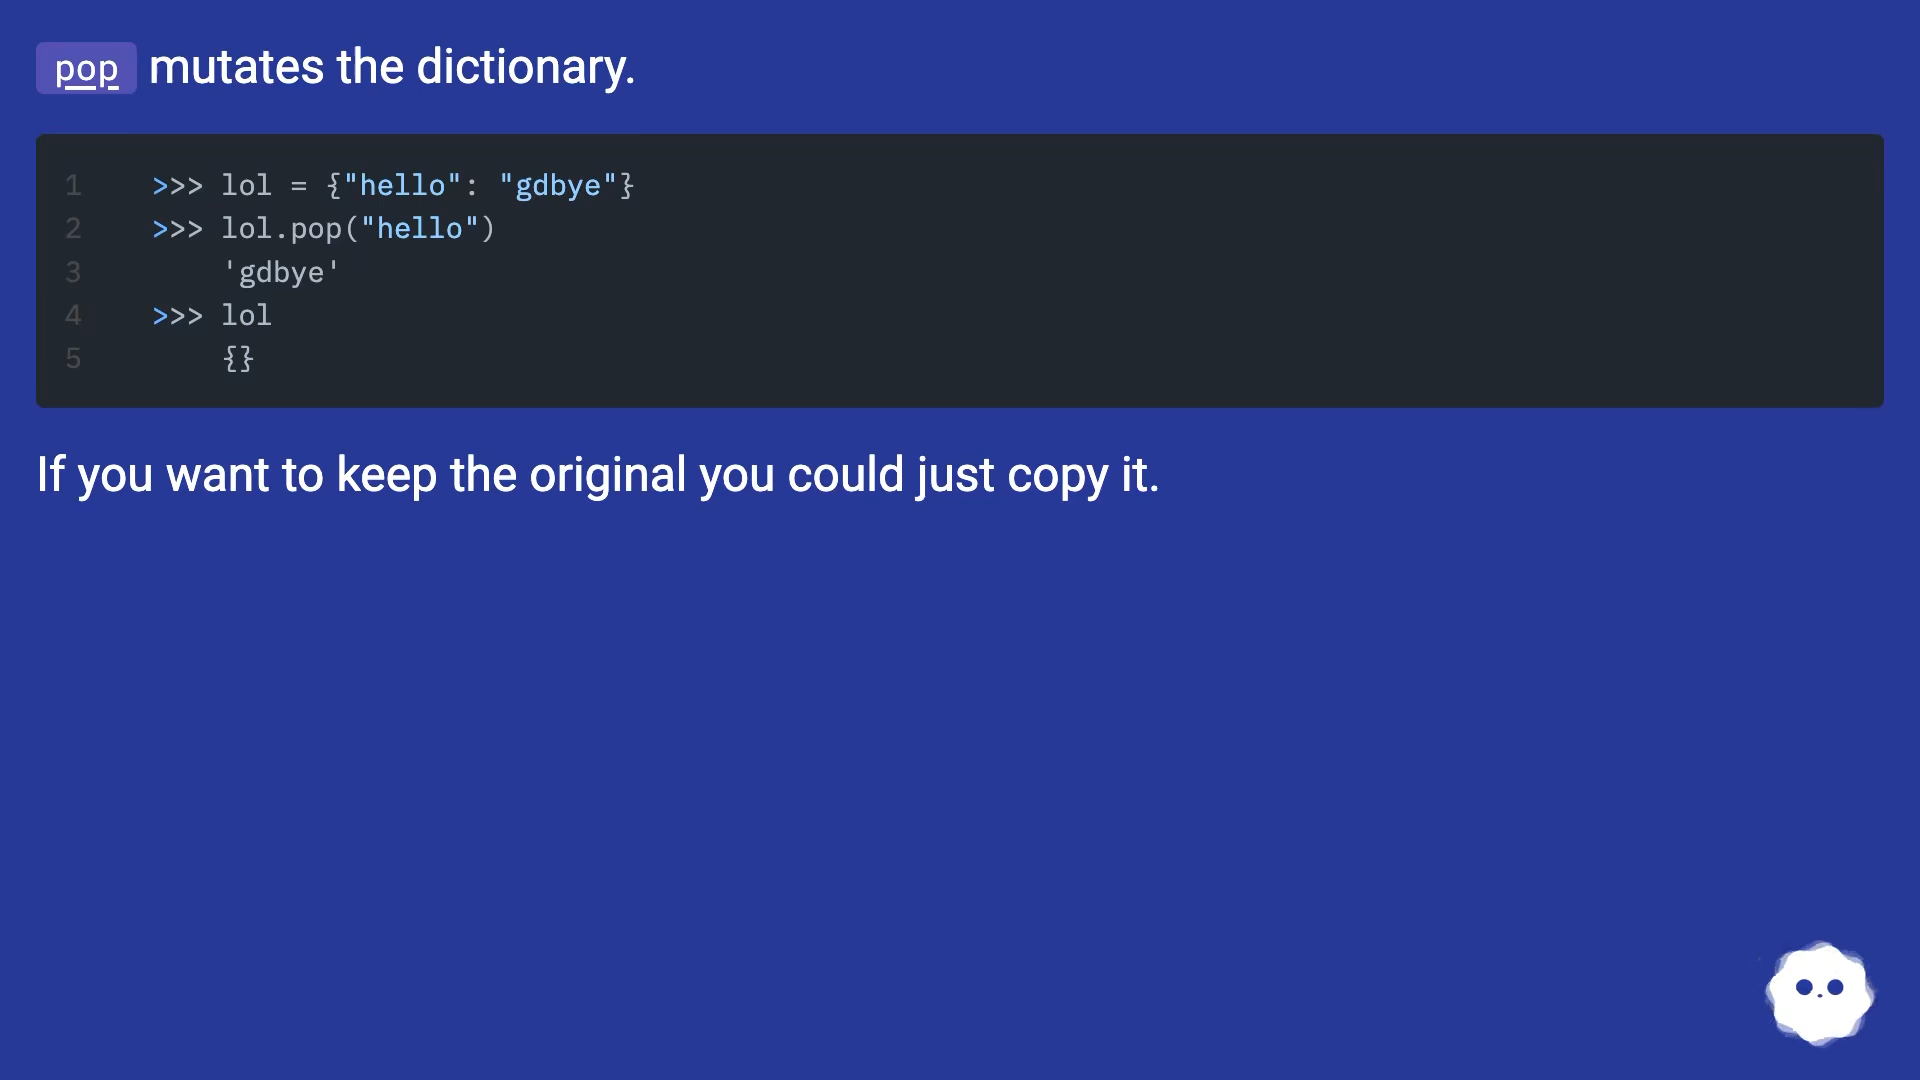 pop mutates the dictionary.
1 >>> lol = {"hello": "gdbye"}
2 >>> lol.pop("hello")
3 'gdbye'
4 >>> lol
5 {}
If you want to keep the original you could just copy it.